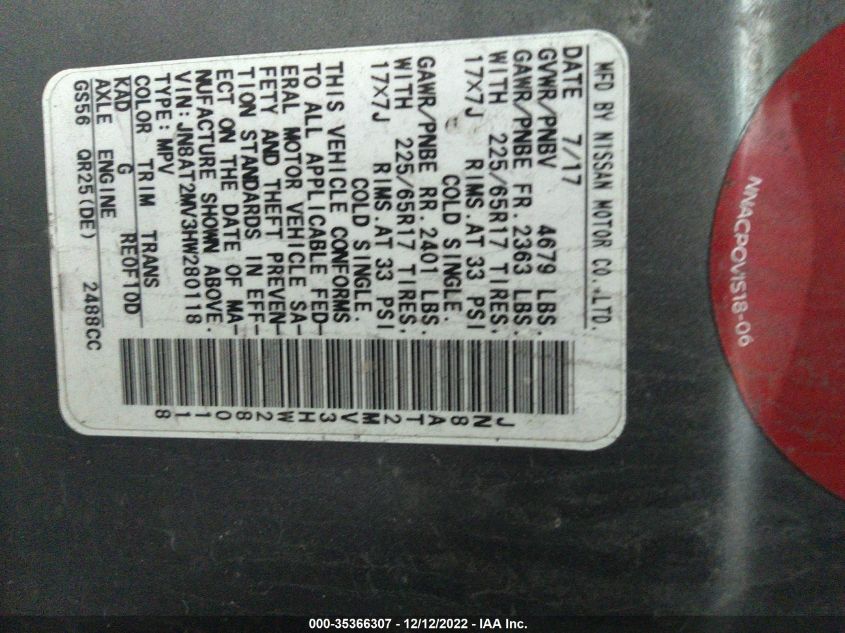 MFD BY NISSAN MOTOR CO.,LTD.
DATE 7/17
GVWR/PNBV 4679 LBS.
GAWR/PNBE FR. 2363 LBS.
WITH 225/65R17 TIRES,
17X7J RIMS.AT 33 PSI
COLD SINGLE.
GAWR/PNBE RR. 2401 LBS.
WITH 225/65R17 TIRES,
17X7J RIMS.AT 33 PSI
COLD SINGLE.
THIS VEHICLE CONFORMS
TO ALL APPLICABLE FED-
ERAL MOTOR VEHICLE SA-
FETY AND THEFT PREVEN-
TION STANDARDS IN EFF-
ECT ON THE DATE OF MA-
NUFACTURE SHOWN ABOVE.
VIN: JN8AT2MV3HW280118
TYPE: MPV
COLOR TRIM TRANS
KAD G RE0F10D
AXLE ENGINE
GS56 QR25(DE) 2488CC
JN8AT2MV3HW280118
NNACPOV1S18-06
000-35366307 - 12/12/2022 - IAA Inc.